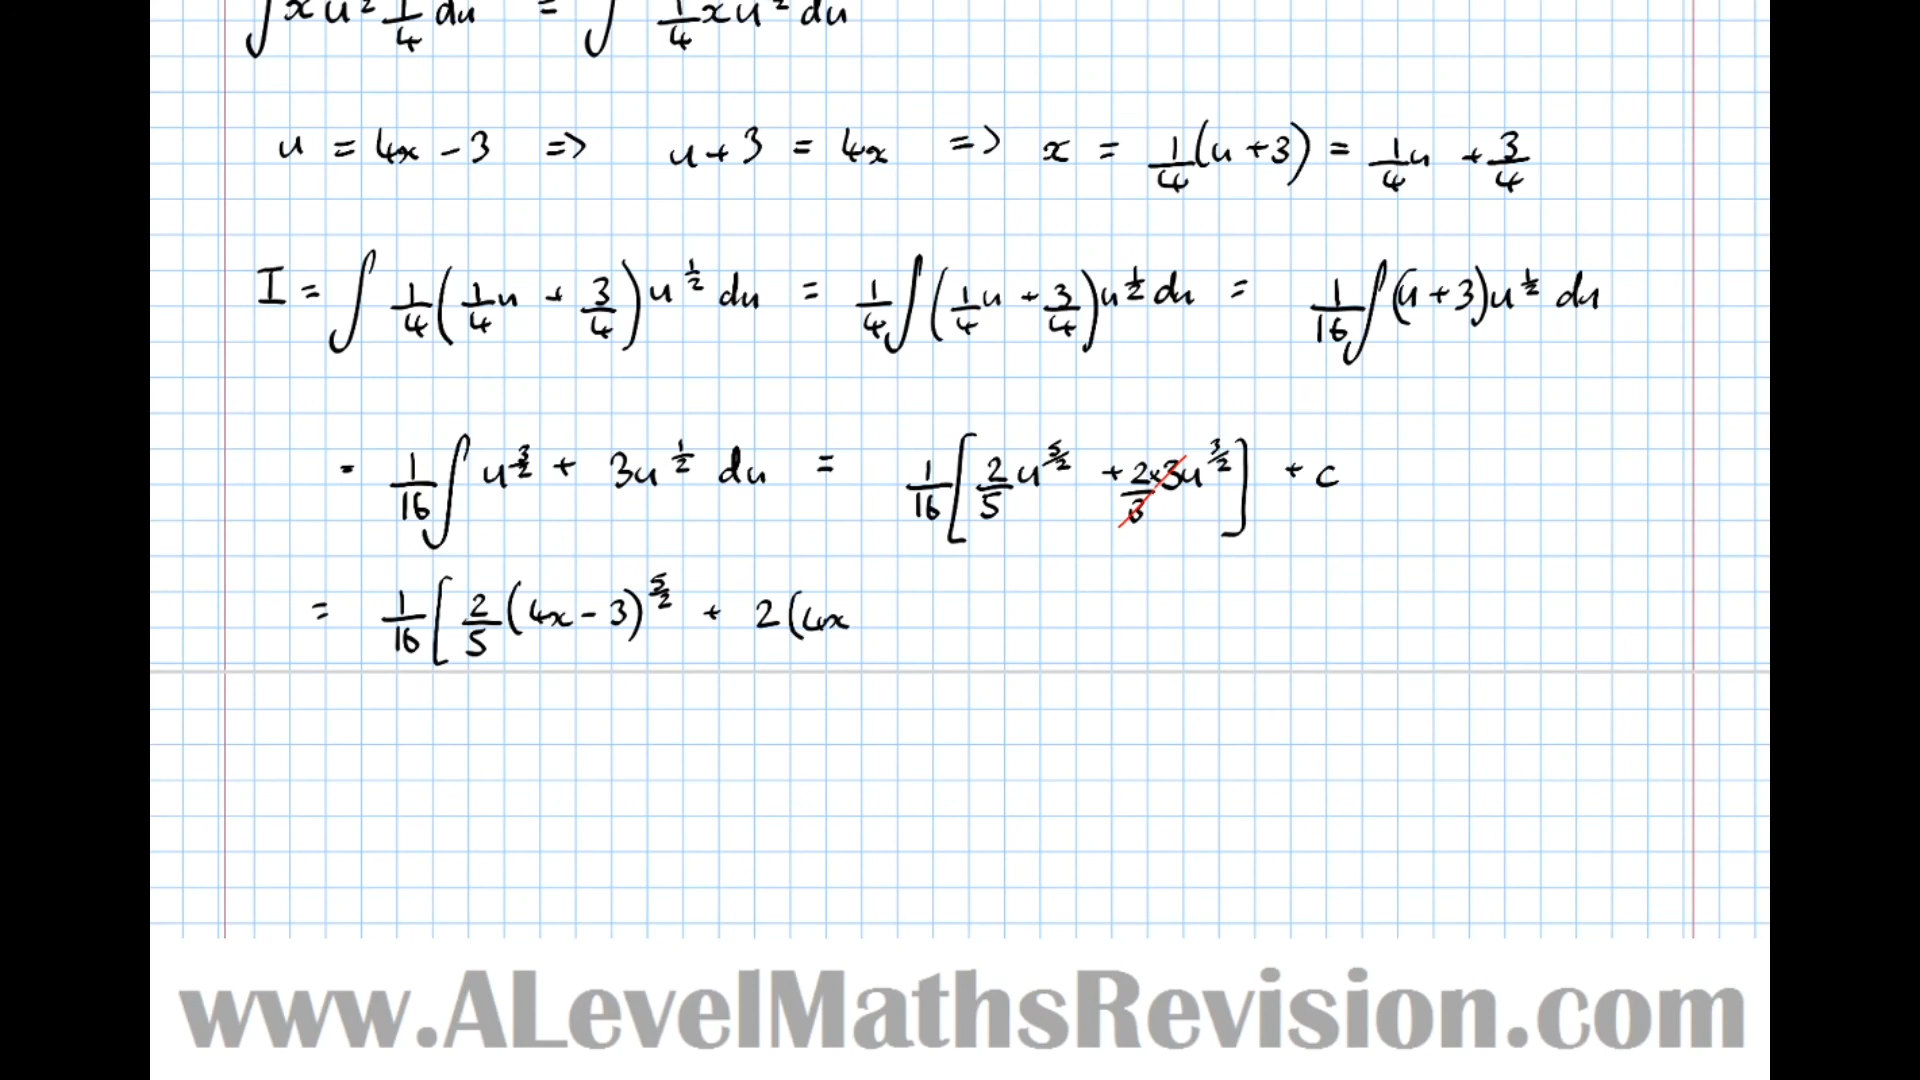 ∫ x u^½ 1/4 du = ∫ 1/4 x u^½ du
u = 4x - 3 => u + 3 = 4x => x = 1/4(u + 3) = 1/4 u + 3/4
I = ∫ 1/4 (1/4 u + 3/4) u^(1/2) du = 1/4 ∫ (1/4 u + 3/4) u^(1/2) du = 1/16 ∫ (u + 3) u^(1/2) du
= 1/16 ∫ u^(3/2) + 3u^(1/2) du = 1/16 [2/5 u^(5/2) + 2×3/3 u^(3/2)] + c
= 1/16 [2/5 (4x - 3)^(5/2) + 2(4x
www.ALevelMathsRevision.com